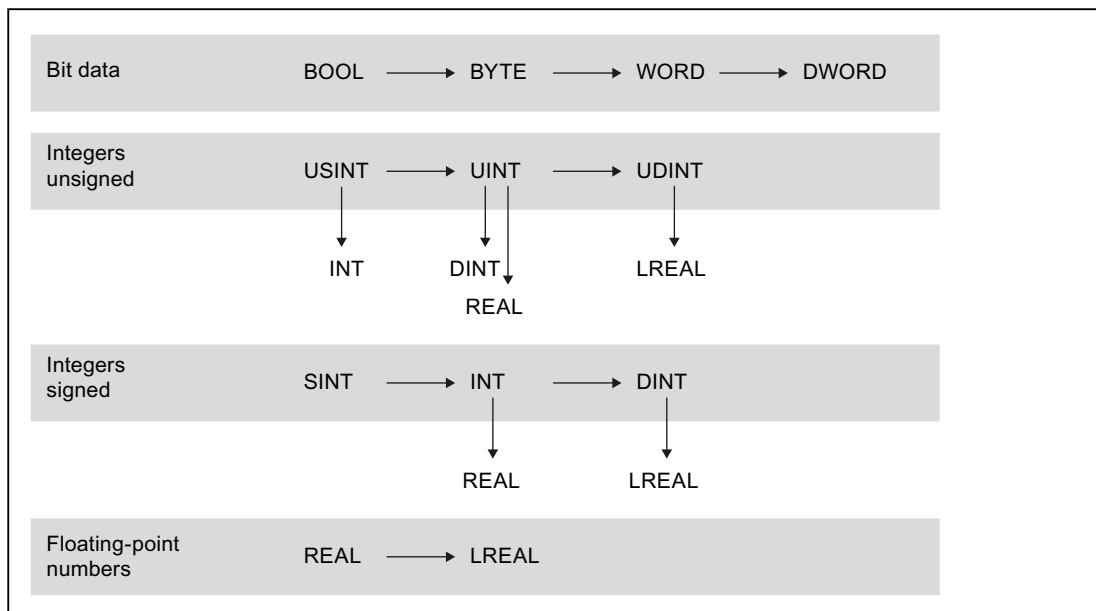 Bit data BOOL BYTE WORD DWORD
Integers
unsigned
USINT UINT UDINT
INT DINT LREAL
REAL
Integers
signed
SINT INT DINT
REAL LREAL
Floating-point
numbers
REAL LREAL